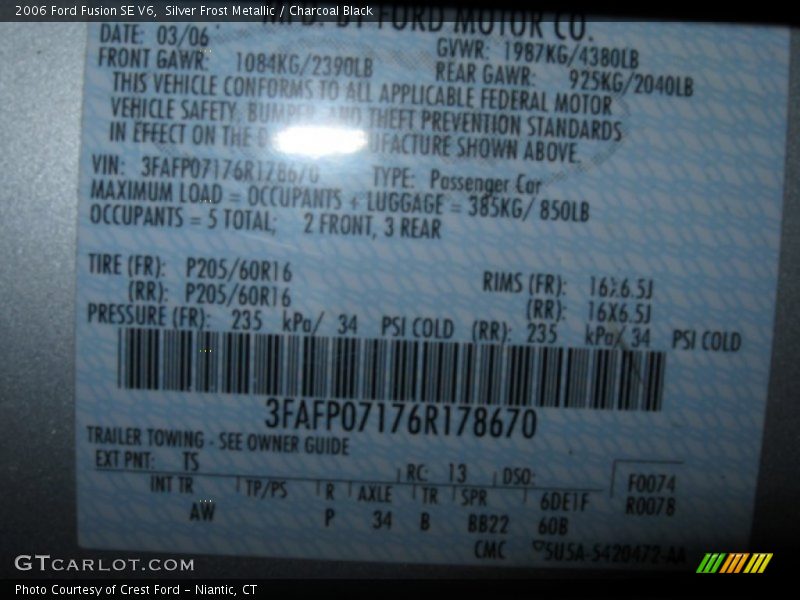 2006 Ford Fusion SE V6, Silver Frost Metallic / Charcoal Black
MFD. BY FORD MOTOR CO.
DATE: 03/06 GVWR: 1987KG/4380LB
FRONT GAWR: 1084KG/2390LB REAR GAWR: 925KG/2040LB
THIS VEHICLE CONFORMS TO ALL APPLICABLE FEDERAL MOTOR
VEHICLE SAFETY, BUMPER, AND THEFT PREVENTION STANDARDS
IN EFFECT ON THE UFACTURE SHOWN ABOVE.
VIN: 3FAFP07176R178670 TYPE: Passenger Car
MAXIMUM LOAD = OCCUPANTS + LUGGAGE = 385KG/ 850LB
OCCUPANTS = 5 TOTAL; 2 FRONT, 3 REAR
TIRE (FR): P205/60R16 RIMS (FR): 16X6.5J
(RR): P205/60R16 (RR): 16X6.5J
PRESSURE (FR): 235 kPa/ 34 PSI COLD (RR): 235 kPa/ 34 PSI COLD
3FAFP07176R178670
TRAILER TOWING - SEE OWNER GUIDE
EXT PNT: TS RC: 13 DSO: F0074
INT TR TP/PS R AXLE TR SPR 6DE1F R0078
AW P 34 B BB22 60B
CMC 5U5A-5420472-AA
GTCARLOT.COM
Photo Courtesy of Crest Ford - Niantic, CT